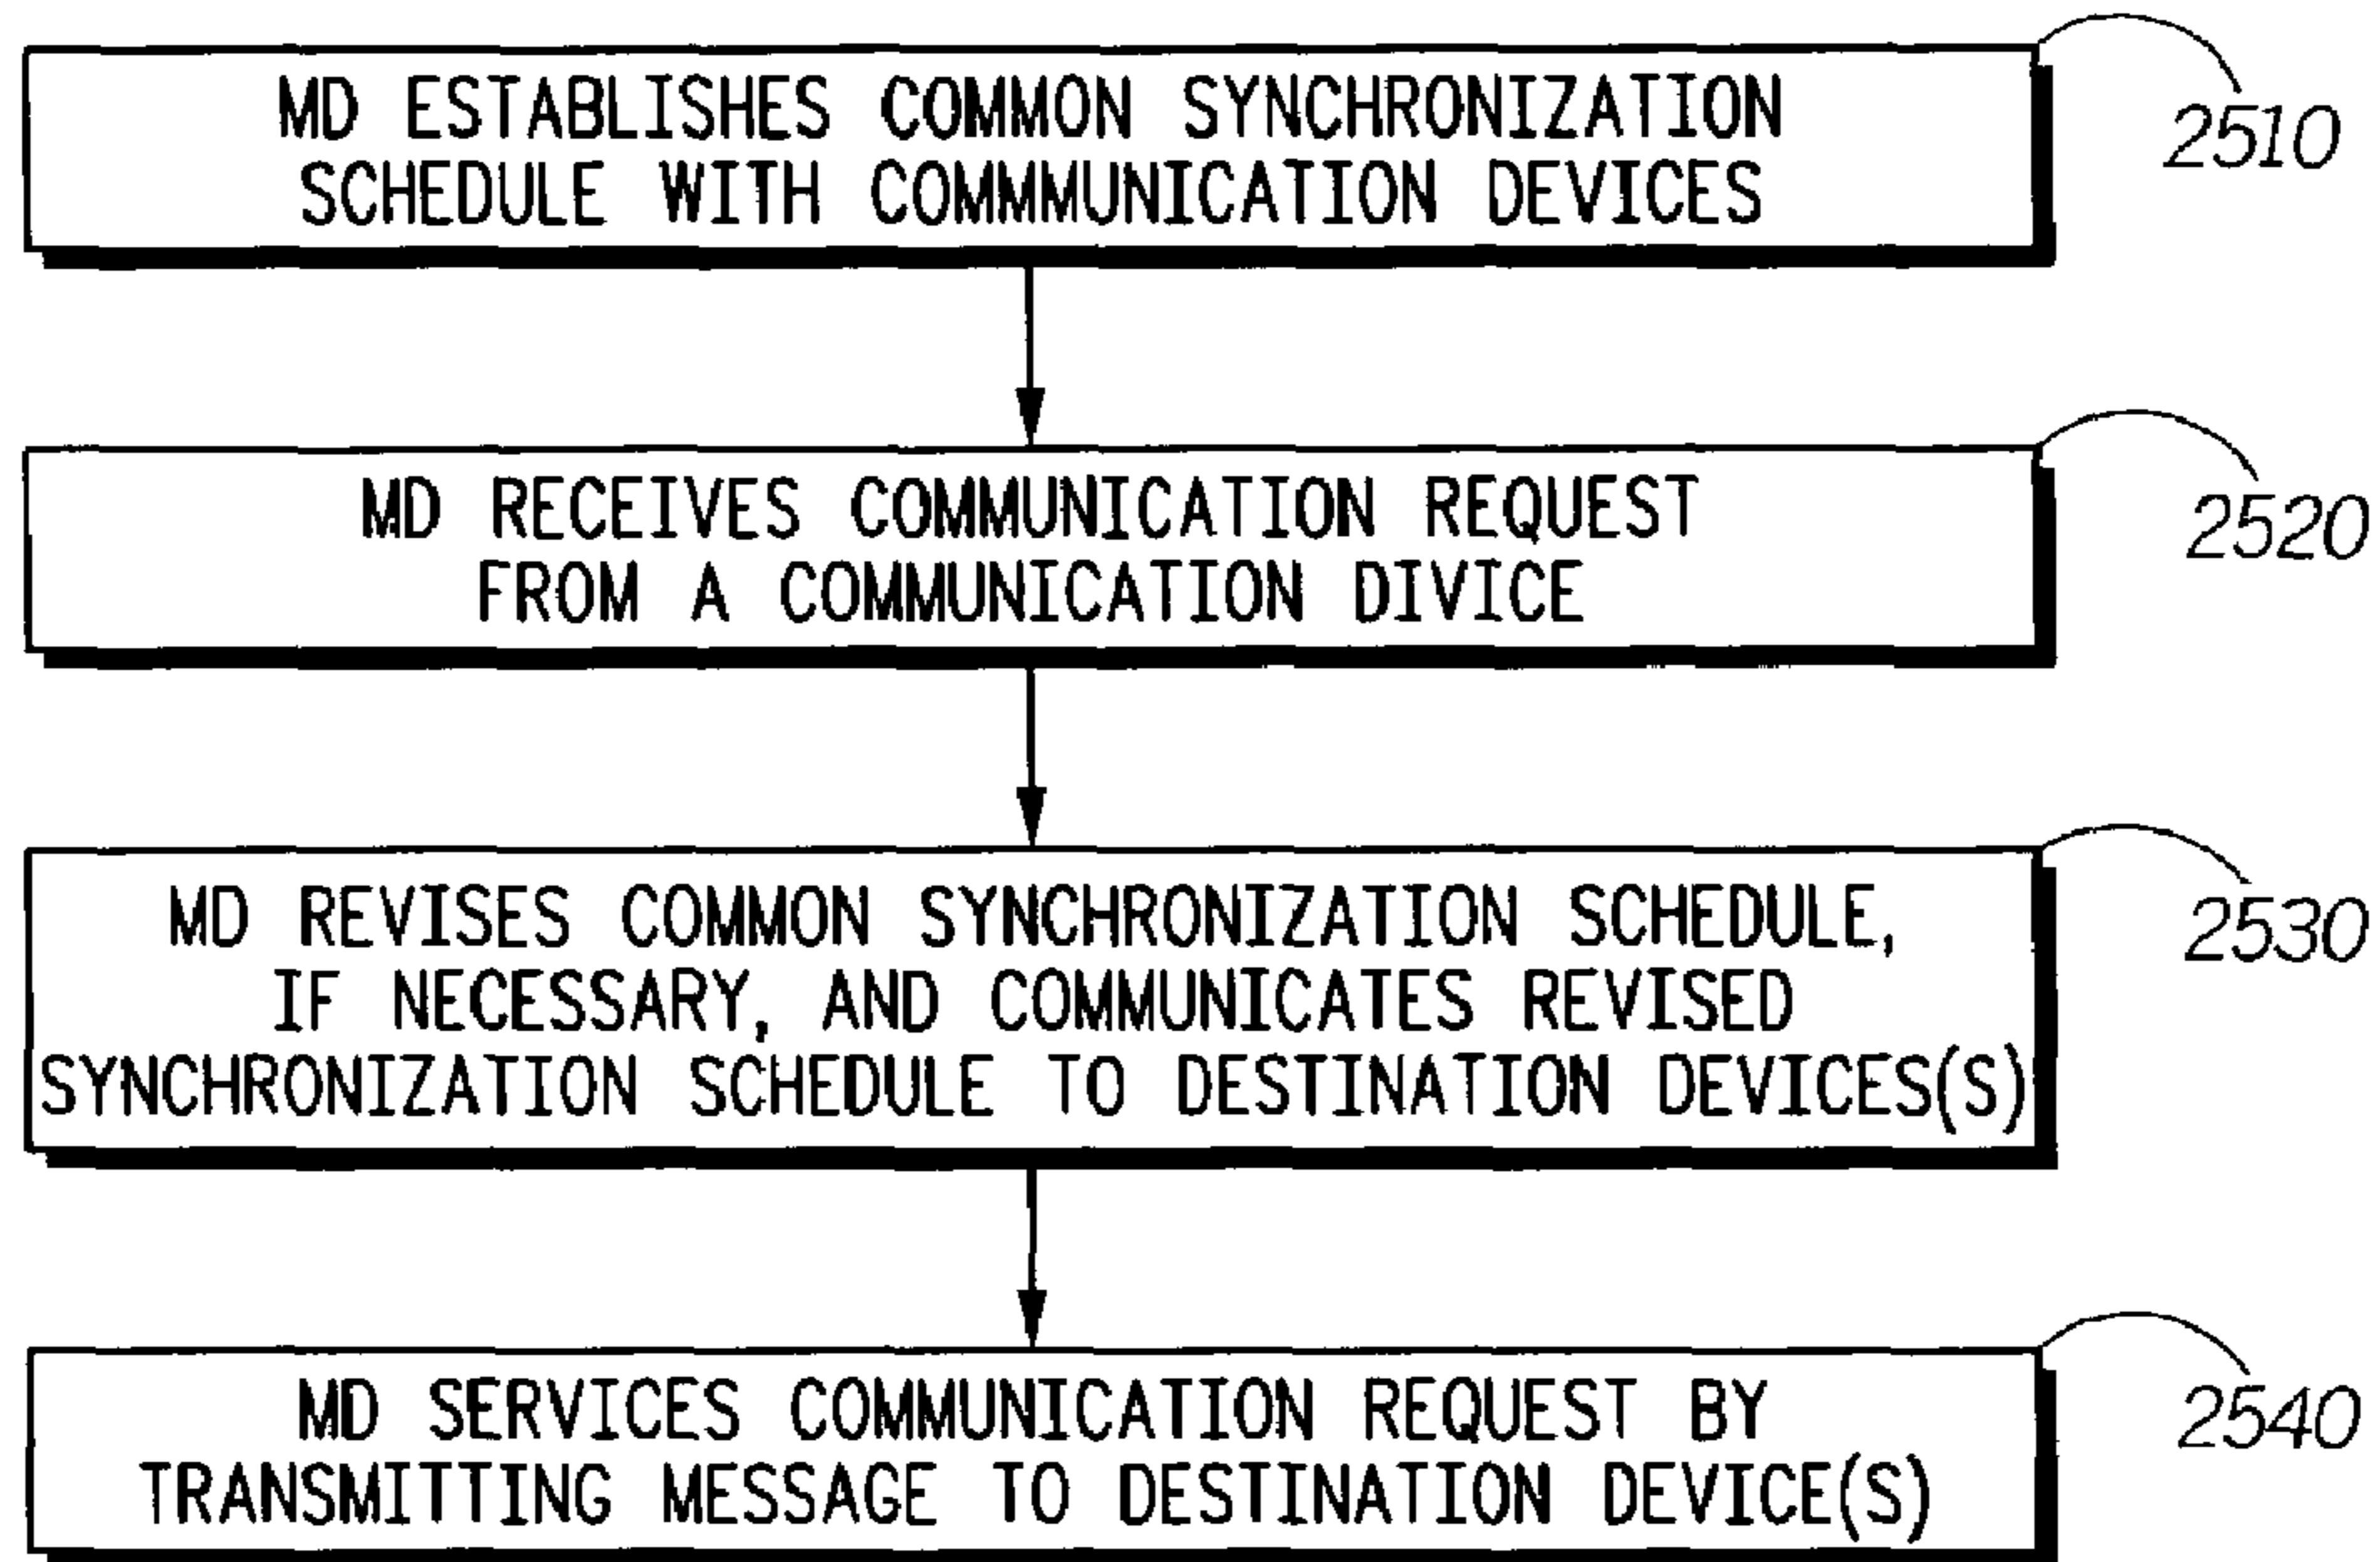 MD ESTABLISHES COMMON SYNCHRONIZATION
SCHEDULE WITH COMMMUNICATION DEVICES
2510
MD RECEIVES COMMUNICATION REQUEST
FROM A COMMUNICATION DIVICE
2520
MD REVISES COMMON SYNCHRONIZATION SCHEDULE,
IF NECESSARY, AND COMMUNICATES REVISED
SYNCHRONIZATION SCHEDULE TO DESTINATION DEVICES(S)
2530
MD SERVICES COMMUNICATION REQUEST BY
TRANSMITTING MESSAGE TO DESTINATION DEVICE(S)
2540